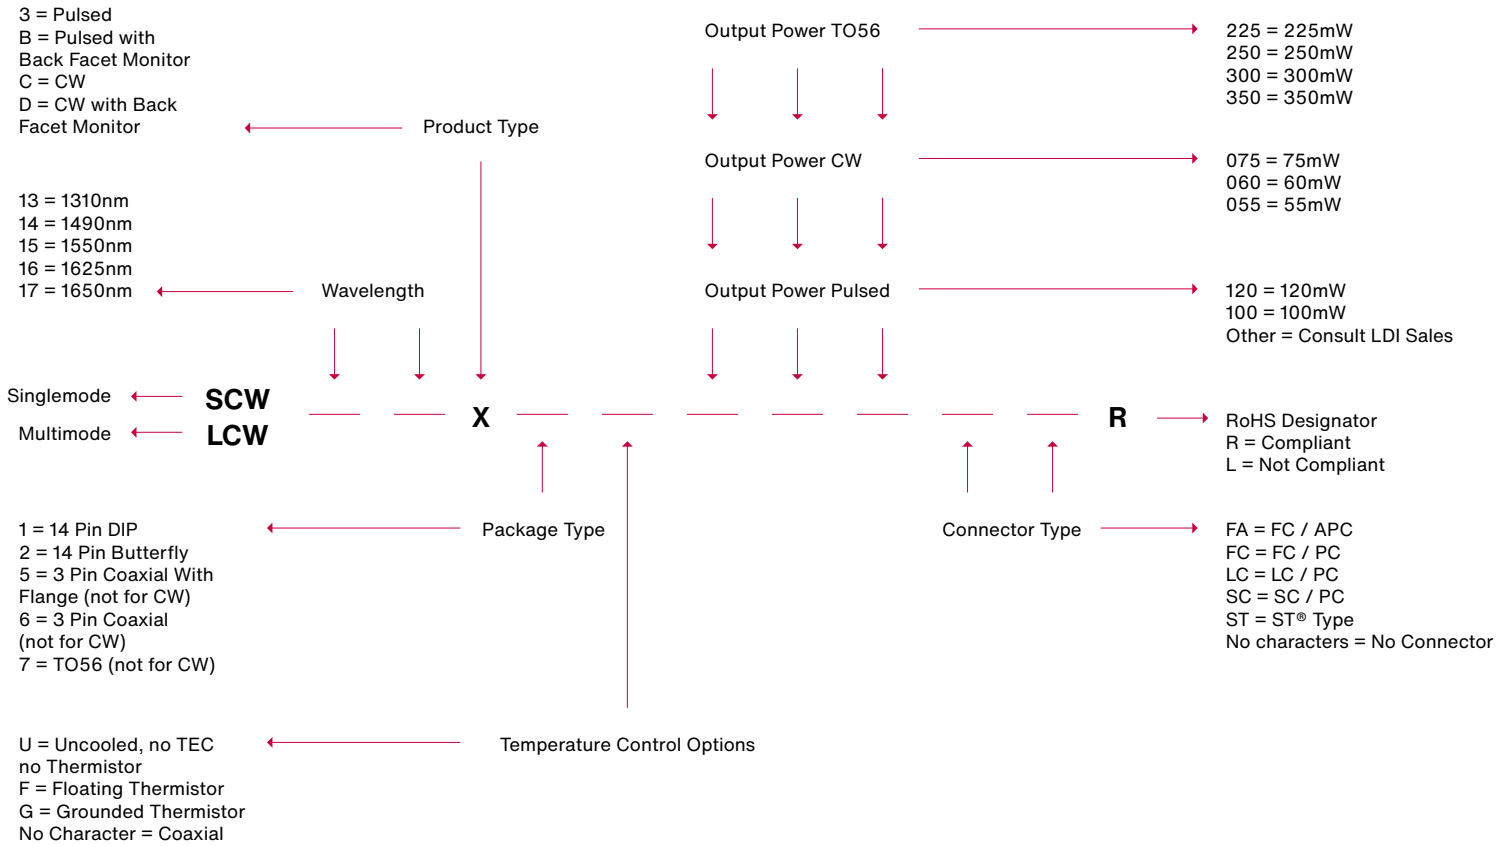 3 = Pulsed
B = Pulsed with
Back Facet Monitor
C = CW
D = CW with Back
Facet Monitor
Product Type
Output Power TO56
225 = 225mW
250 = 250mW
300 = 300mW
350 = 350mW
Output Power CW
075 = 75mW
060 = 60mW
055 = 55mW
13 = 1310nm
14 = 1490nm
15 = 1550nm
16 = 1625nm
17 = 1650nm
Wavelength
Output Power Pulsed
120 = 120mW
100 = 100mW
Other = Consult LDI Sales
Singlemode
SCW
Multimode
LCW
X
R
RoHS Designator
R = Compliant
L = Not Compliant
1 = 14 Pin DIP
2 = 14 Pin Butterfly
5 = 3 Pin Coaxial With
Flange (not for CW)
6 = 3 Pin Coaxial
(not for CW)
7 = TO56 (not for CW)
Package Type
Connector Type
FA = FC / APC
FC = FC / PC
LC = LC / PC
SC = SC / PC
ST = ST® Type
No characters = No Connector
U = Uncooled, no TEC
no Thermistor
F = Floating Thermistor
G = Grounded Thermistor
No Character = Coaxial
Temperature Control Options